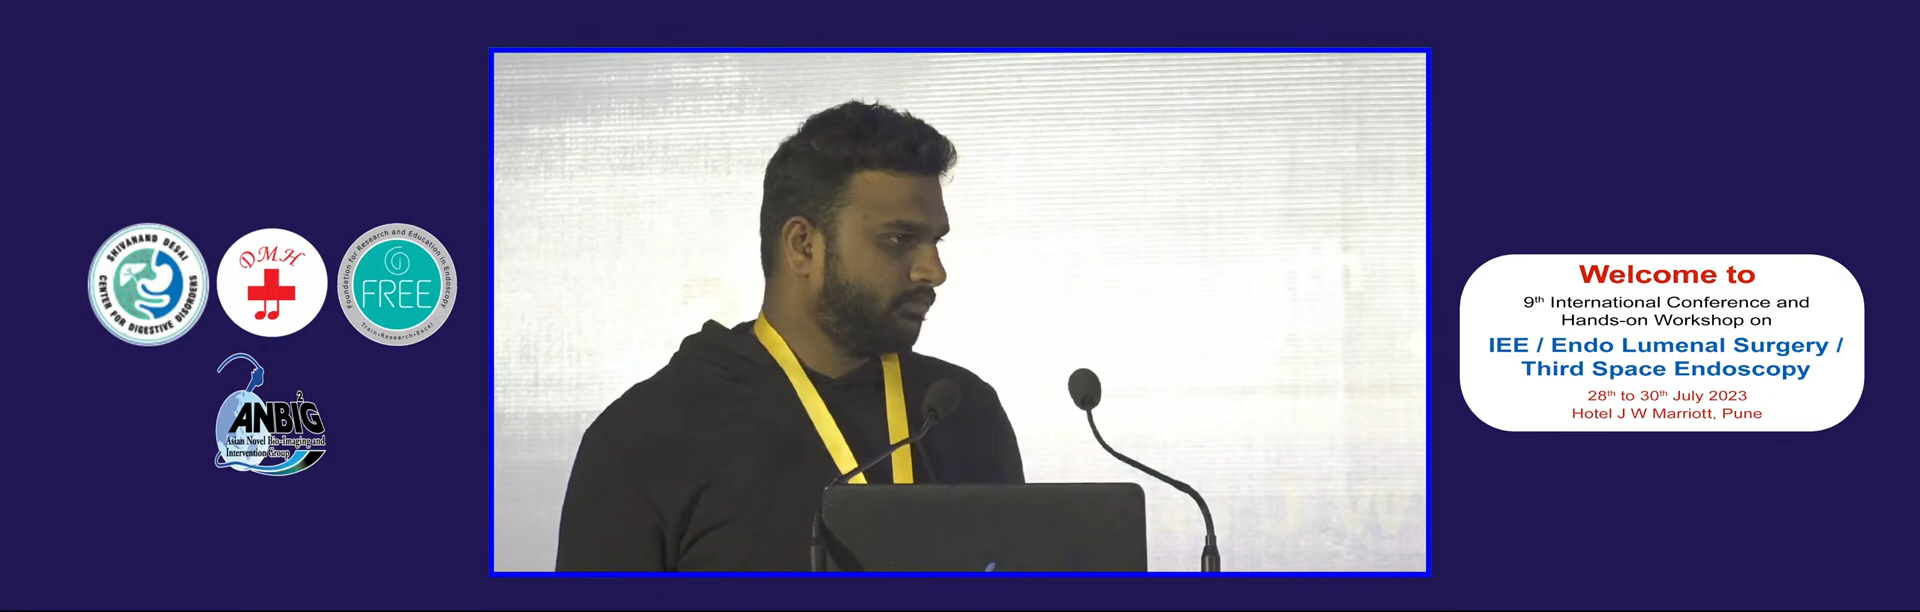 SHIVANAND DESAI
CENTER FOR DIGESTIVE DISORDERS
DMH
Foundation for Research and Education in Endoscopy
FREE
Train•Research•Excel
ANBI2G
Asian Novel Bio-Imaging and
Intervention Group
Welcome to
9th International Conference and
Hands-on Workshop on
IEE / Endo Lumenal Surgery /
Third Space Endoscopy
28th to 30th July 2023
Hotel J W Marriott, Pune